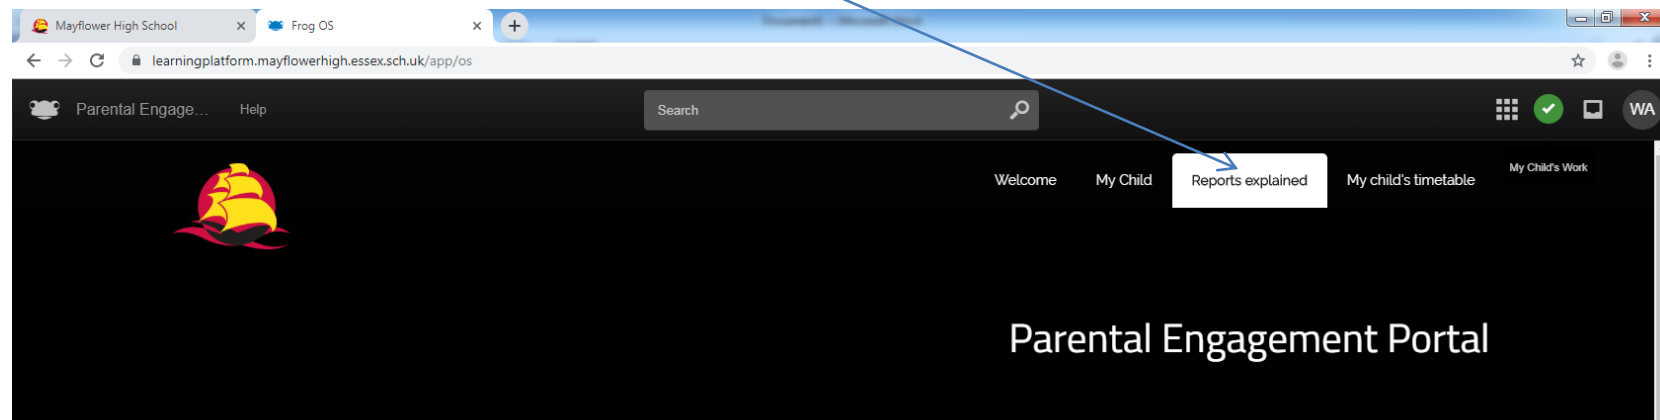 Mayflower High School
Frog OS
learningplatform.mayflowerhigh.essex.sch.uk/app/os
Parental Engage... Help Search WA
Welcome My Child Reports explained My child's timetable My Child's Work
Parental Engagement Portal